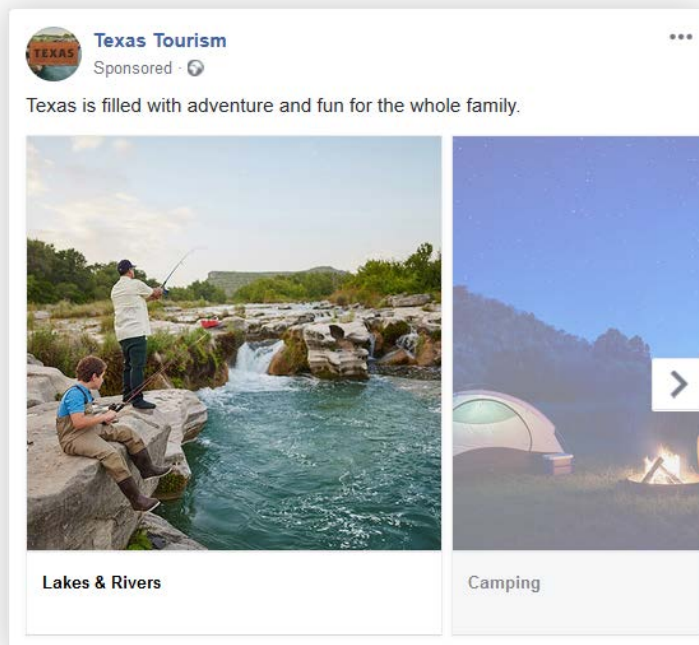 TEXAS
Texas Tourism
Sponsored ·
Texas is filled with adventure and fun for the whole family.
Lakes & Rivers
Camping